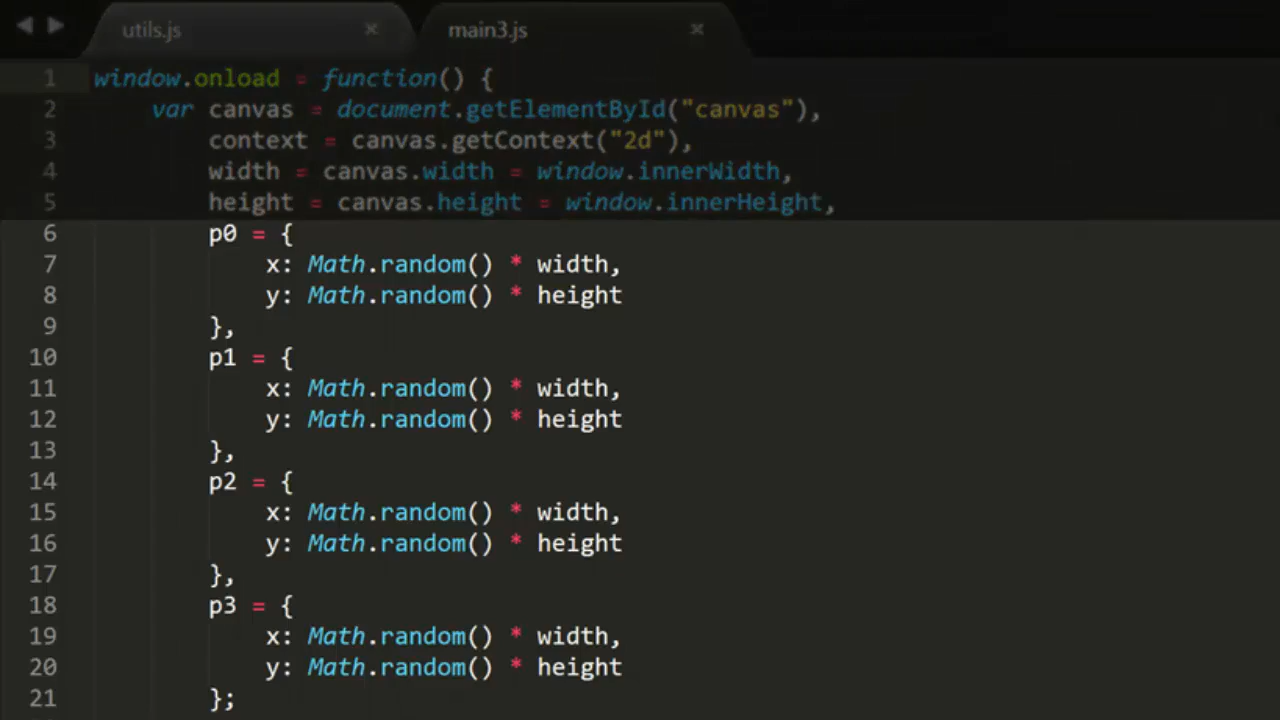 utils.js × main3.js ×
1 window.onload = function() {
2 var canvas = document.getElementById("canvas"),
3 context = canvas.getContext("2d"),
4 width = canvas.width = window.innerWidth,
5 height = canvas.height = window.innerHeight,
6 p0 = {
7 x: Math.random() * width,
8 y: Math.random() * height
9 },
10 p1 = {
11 x: Math.random() * width,
12 y: Math.random() * height
13 },
14 p2 = {
15 x: Math.random() * width,
16 y: Math.random() * height
17 },
18 p3 = {
19 x: Math.random() * width,
20 y: Math.random() * height
21 };